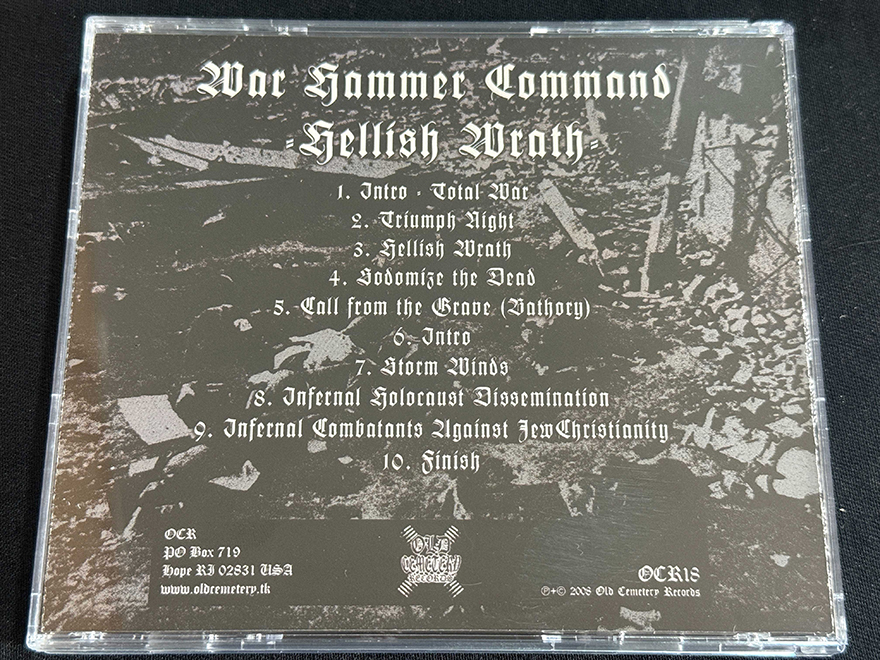 War Hammer Command
-Hellish Wrath-
1. Intro - Total War
2. Triumph Night
3. Hellish Wrath
4. Sodomize the Dead
5. Call from the Grave (Bathory)
6. Intro
7. Storm Winds
8. Infernal Holocaust Dissemination
9. Infernal Combatants Against JewChristianity
10. Finish
OCR
PO Box 719
Hope RI 02831 USA
www.oldcemetery.tk
OLD
CEMETERY
RECORDS
OCR18
℗+© 2008 Old Cemetery Records